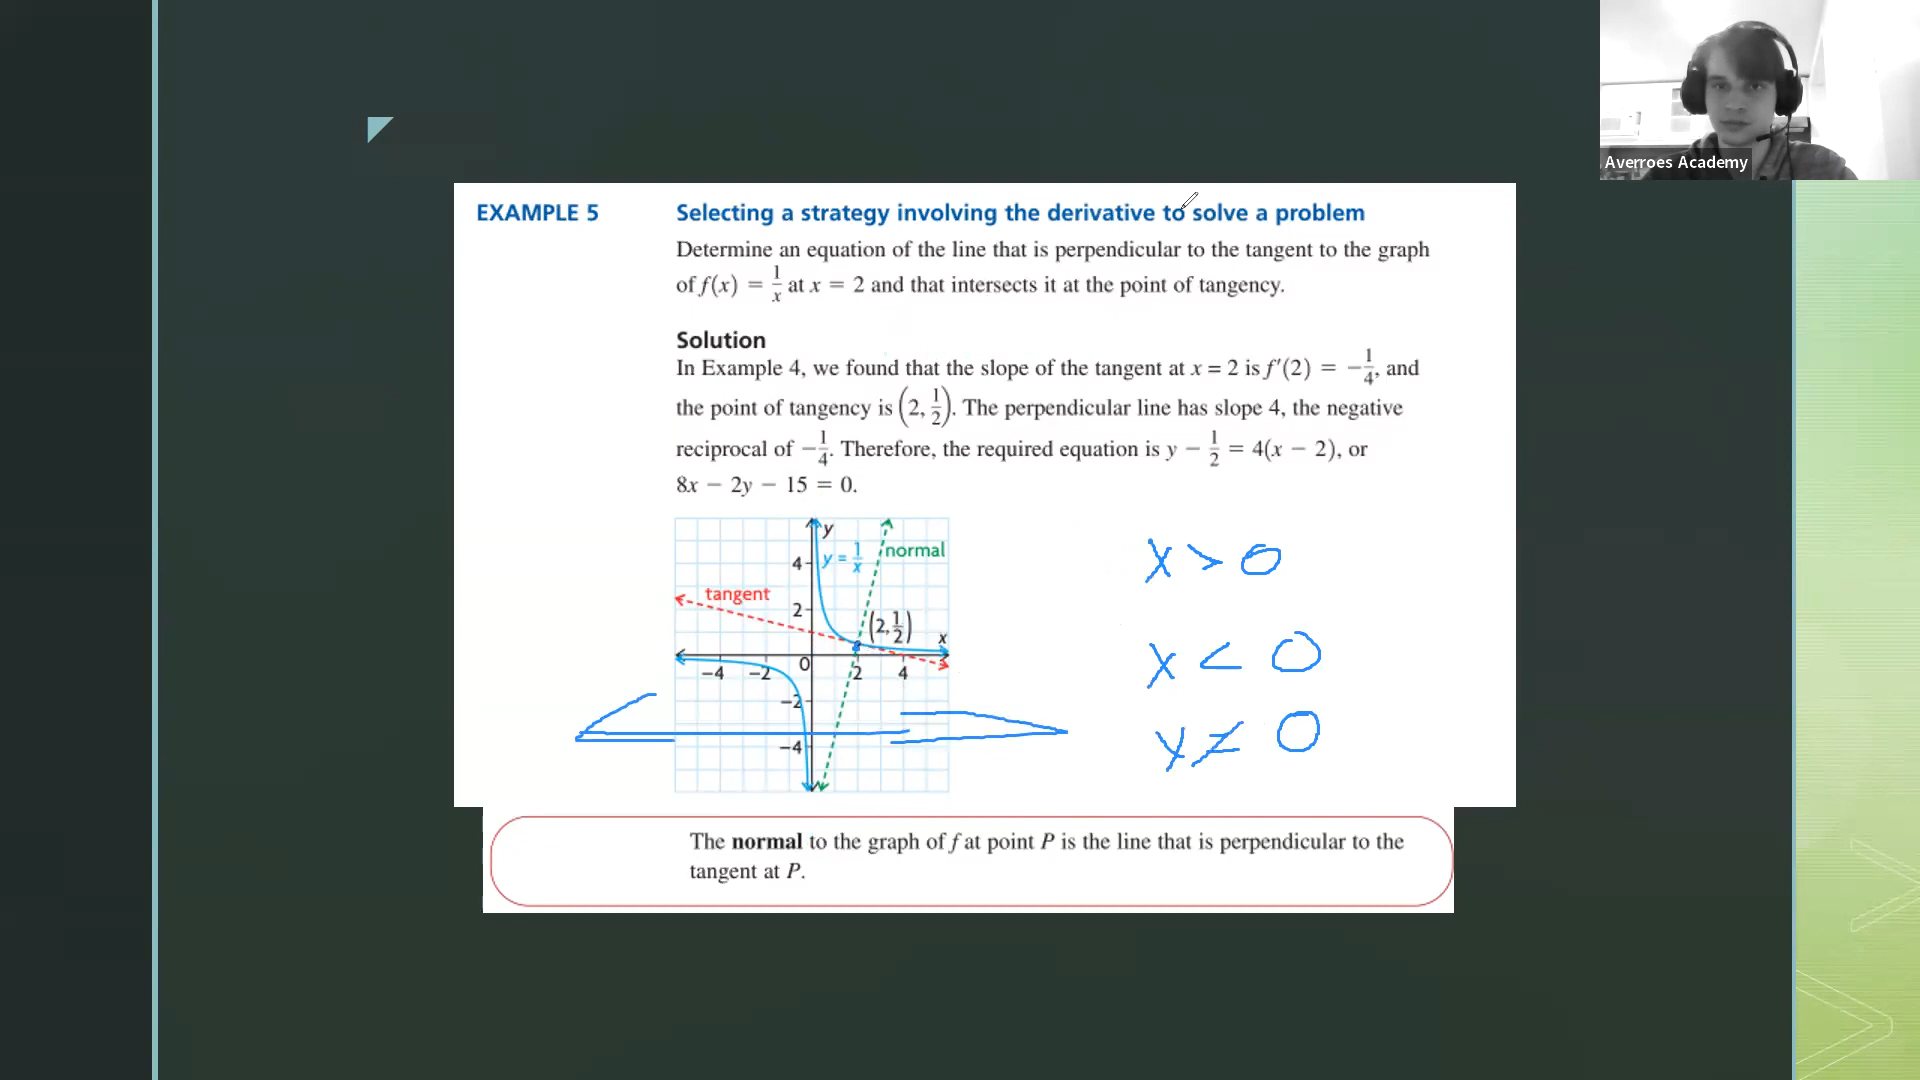 Averroes Academy
EXAMPLE 5 Selecting a strategy involving the derivative to solve a problem
Determine an equation of the line that is perpendicular to the tangent to the graph
of f(x) = 1/x at x = 2 and that intersects it at the point of tangency.
Solution
In Example 4, we found that the slope of the tangent at x = 2 is f′(2) = −1/4, and
the point of tangency is (2, 1/2). The perpendicular line has slope 4, the negative
reciprocal of −1/4. Therefore, the required equation is y − 1/2 = 4(x − 2), or
8x − 2y − 15 = 0.
y
y = 1/x
normal
4
tangent
2
(2, 1/2)
x
−4 −2 0 2 4
−2
−4
x > 0
x < 0
y ≠ 0
The normal to the graph of f at point P is the line that is perpendicular to the
tangent at P.